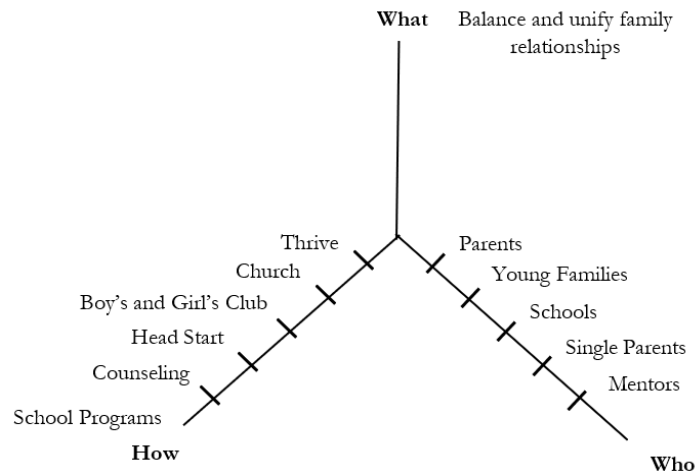 What
Balance and unify family
relationships
Thrive
Parents
Church
Young Families
Boy's and Girl's Club
Schools
Head Start
Single Parents
Counseling
Mentors
School Programs
How
Who